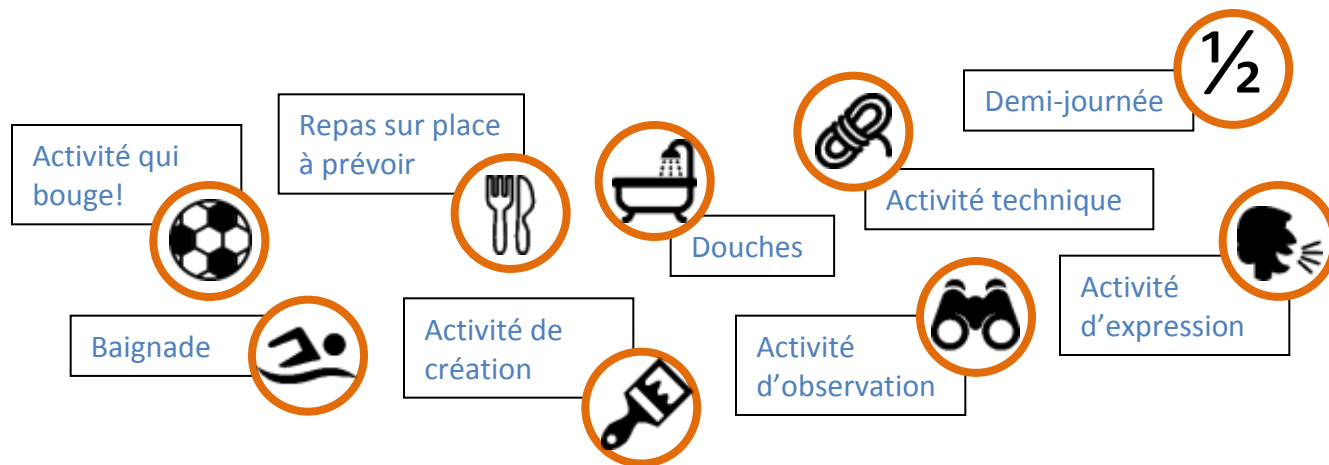 ½
Demi-journée
Repas sur place
à prévoir
Activité qui
bouge!
Activité technique
Douches
Activité
d’expression
Baignade
Activité de
création
Activité
d’observation